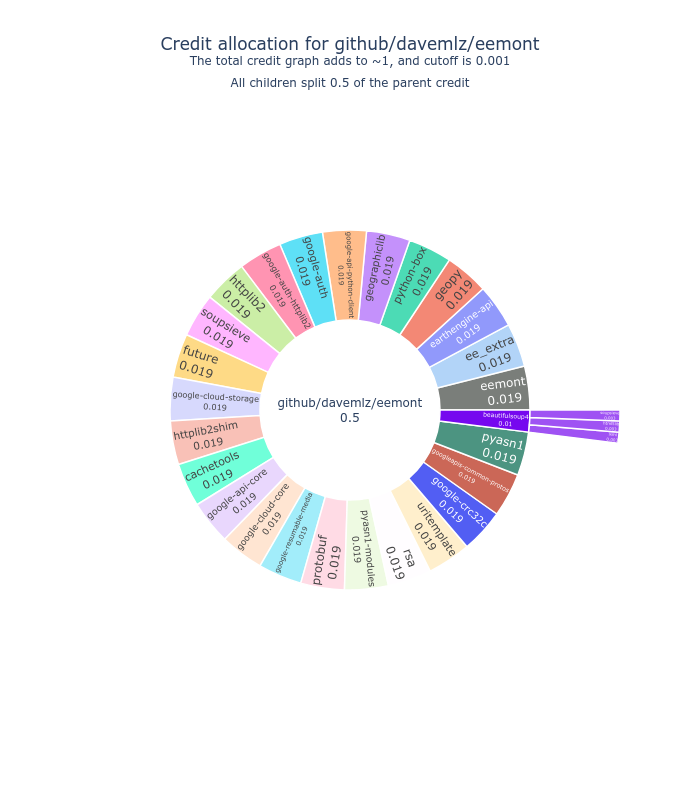 Credit allocation for github/davemlz/eemont
The total credit graph adds to ~1, and cutoff is 0.001
All children split 0.5 of the parent credit
github/davemlz/eemont
0.5
eemont
0.019
ee_extra
0.019
earthengine-api
0.019
geopy
0.019
python-box
0.019
geographiclib
0.019
google-api-python-client
0.019
google-auth
0.019
google-auth-httplib2
0.019
httplib2
0.019
soupsieve
0.019
future
0.019
google-cloud-storage
0.019
httplib2shim
0.019
cachetools
0.019
google-api-core
0.019
google-cloud-core
0.019
google-resumable-media
0.019
protobuf
0.019
pyasn1-modules
0.019
rsa
0.019
uritemplate
0.019
google-crc32c
0.019
googleapis-common-protos
0.019
pyasn1
0.019
beautifulsoup4
0.01